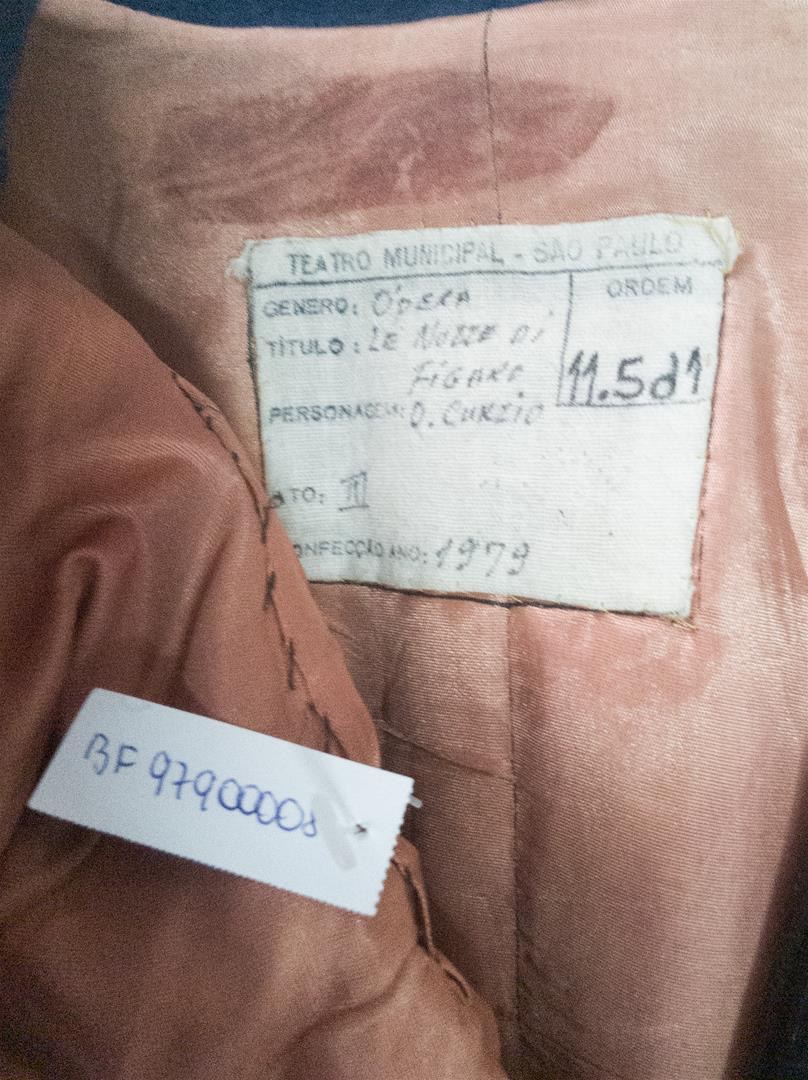 TEATRO MUNICIPAL - SÃO PAULO
GENERO: ÓPERA
ORDEM
TÍTULO: LE NOZZE DI
FÍGARO
11.5d1
PERSONAGEM: D. CURZIO
ATO: III
CONFECÇÃO ANO: 1979
BF 97900008